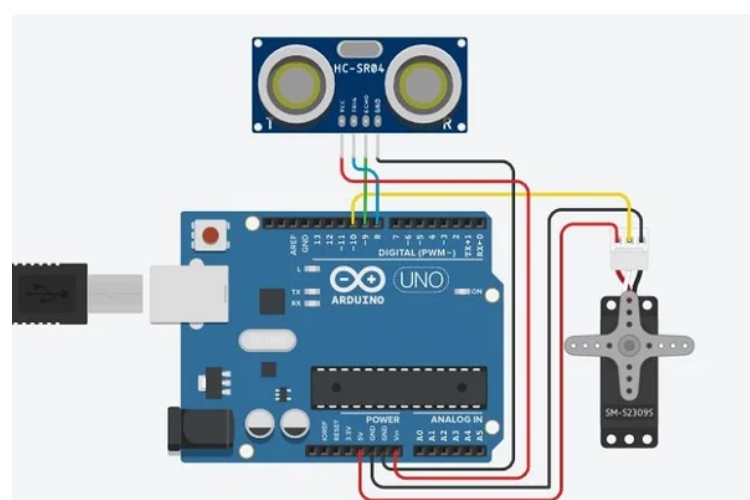 HC-SR04
VCC
TRIG
ECHO
GND
T
R
AREF
GND
13
12
~11
~10
~9
8
7
~6
~5
4
~3
2
TX→1
RX←0
DIGITAL (PWM~)
L
TX
RX
ARDUINO
UNO
ON
POWER
ANALOG IN
IOREF
RESET
3.3V
5V
GND
GND
Vin
A0
A1
A2
A3
A4
A5
SM-S2309S